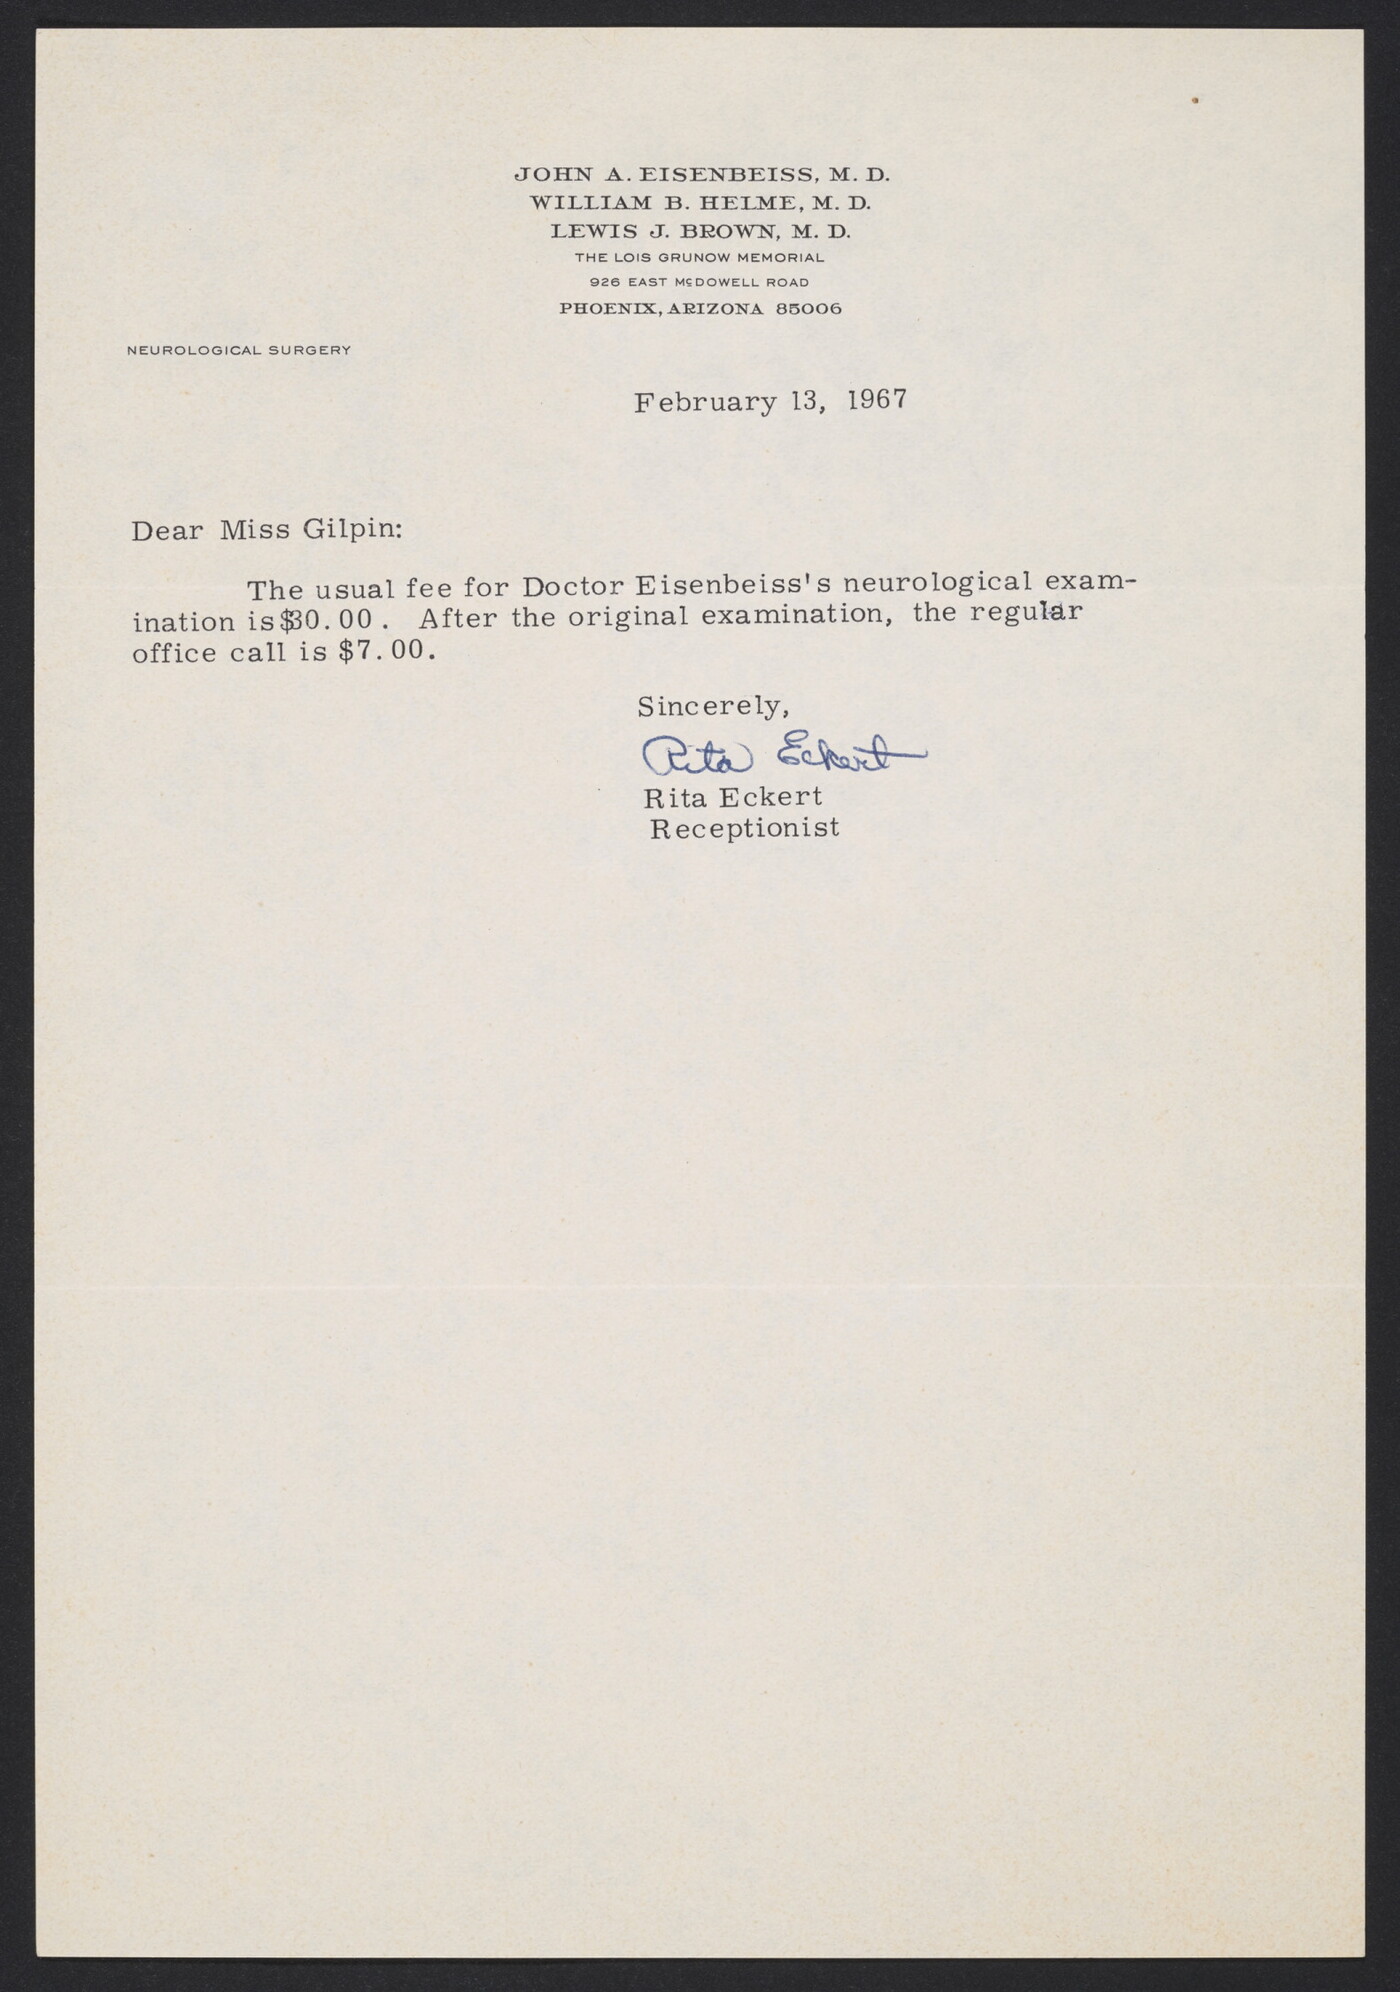 JOHN A. EISENBEISS, M. D.
WILLIAM B. HELME, M. D.
LEWIS J. BROWN, M. D.
THE LOIS GRUNOW MEMORIAL
926 EAST McDOWELL ROAD
PHOENIX, ARIZONA 85006
NEUROLOGICAL SURGERY
February 13, 1967
Dear Miss Gilpin:
The usual fee for Doctor Eisenbeiss's neurological exam-
ination is $30.00. After the original examination, the regular
office call is $7.00.
Sincerely,
Rita Eckert
Rita Eckert
Receptionist